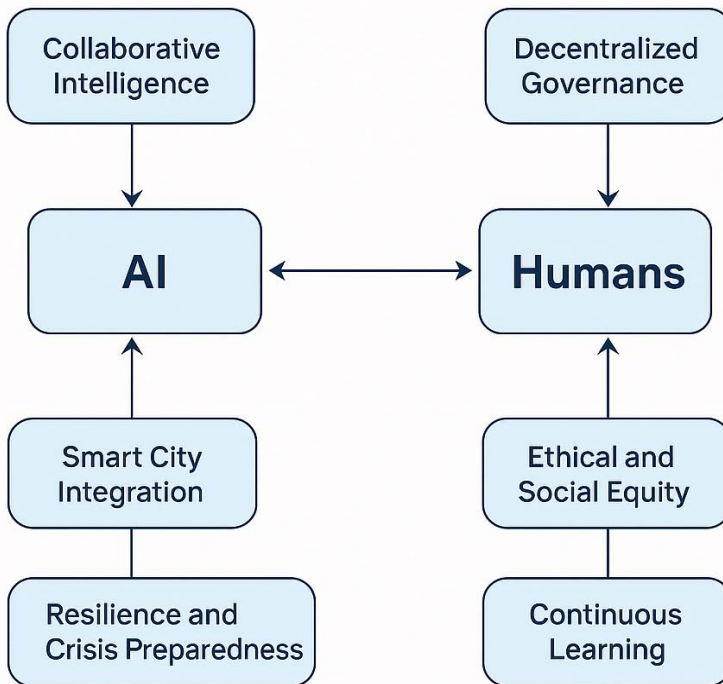 Collaborative
Intelligence
Decentralized
Governance
AI
Humans
Smart City
Integration
Ethical and
Social Equity
Resilience and
Crisis Preparedness
Continuous
Learning